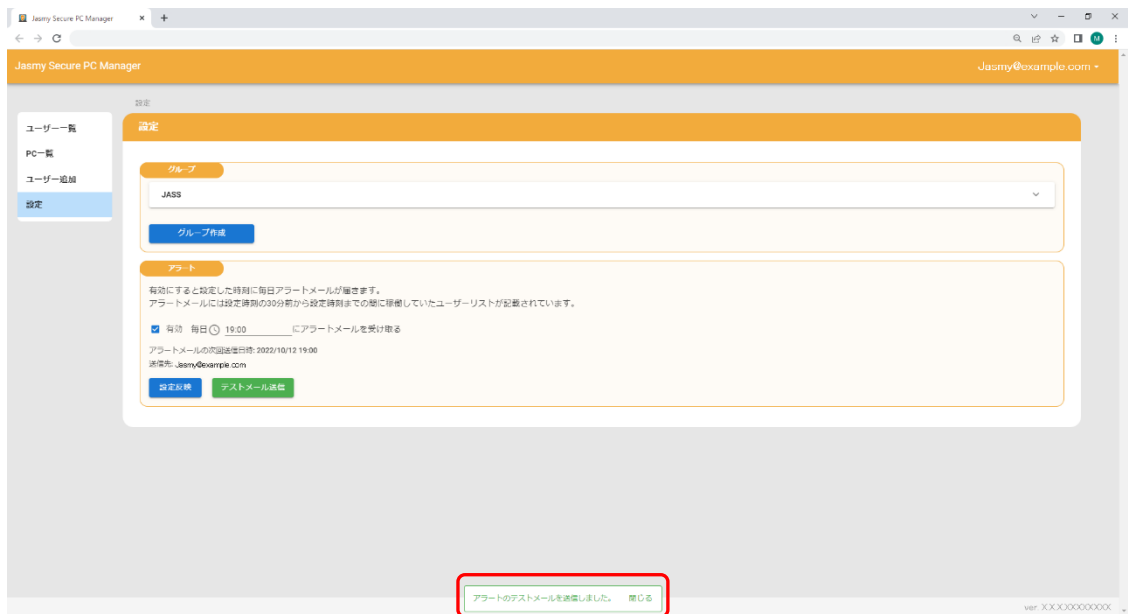 Jasmy Secure PC Manager
M
Jasmy Secure PC Manager
Jasmy@example.com
設定
ユーザー一覧
PC一覧
ユーザー追加
設定
設定
グループ
JASS
グループ作成
アラート
有効にすると設定した時刻に毎日アラートメールが届きます。
アラートメールには設定時刻の30分前から設定時刻までの間に稼働していたユーザーリストが記載されています。
有効 毎日 19:00 にアラートメールを受け取る
アラートメールの次回送信日時: 2022/10/12 19:00
送信先: Jasmy@example.com
設定反映 テストメール送信
アラートのテストメールを送信しました。 閉じる
ver. XX.XXXXXXXXXX